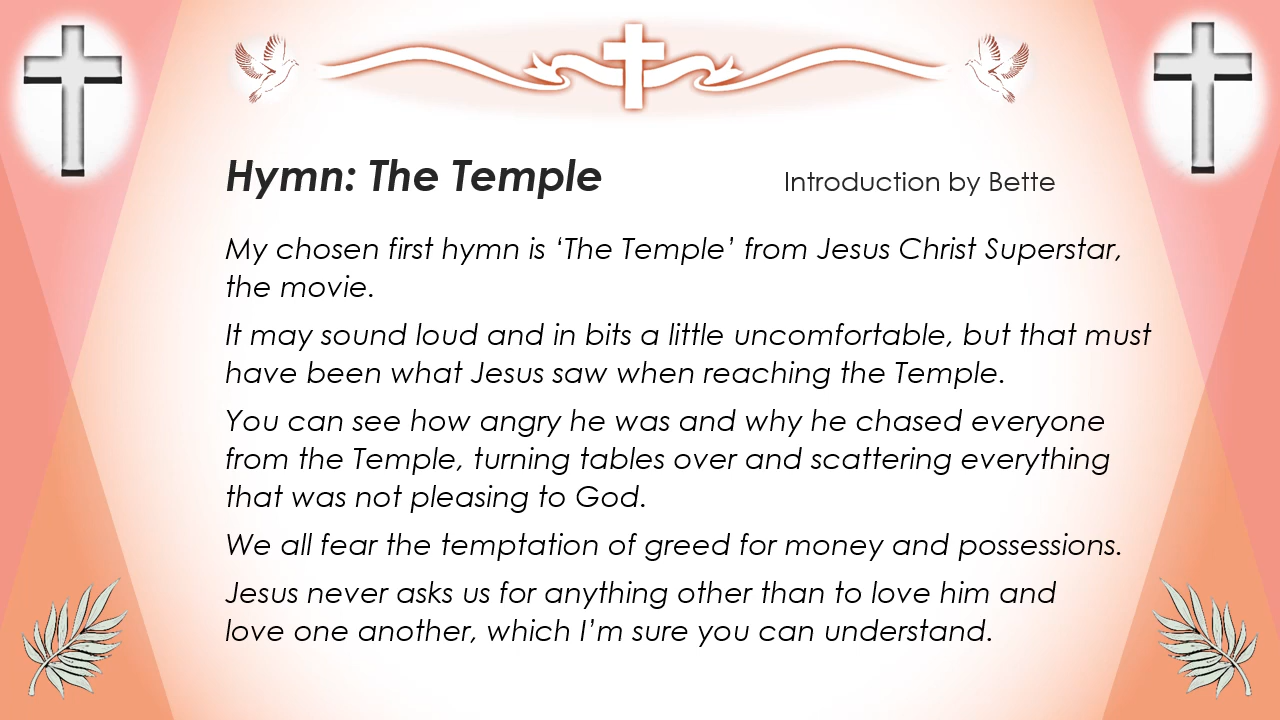 Hymn: The Temple Introduction by Bette
My chosen first hymn is ‘The Temple’ from Jesus Christ Superstar,
the movie.
It may sound loud and in bits a little uncomfortable, but that must
have been what Jesus saw when reaching the Temple.
You can see how angry he was and why he chased everyone
from the Temple, turning tables over and scattering everything
that was not pleasing to God.
We all fear the temptation of greed for money and possessions.
Jesus never asks us for anything other than to love him and
love one another, which I’m sure you can understand.